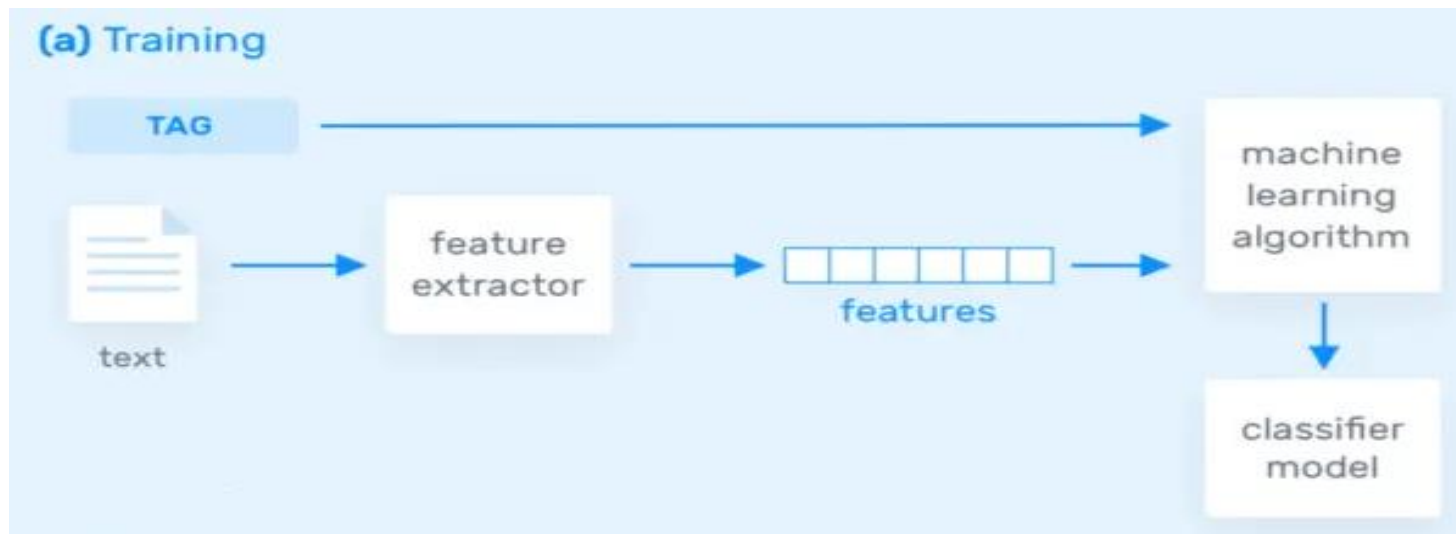 (a) Training
TAG
text
feature
extractor
features
machine
learning
algorithm
classifier
model